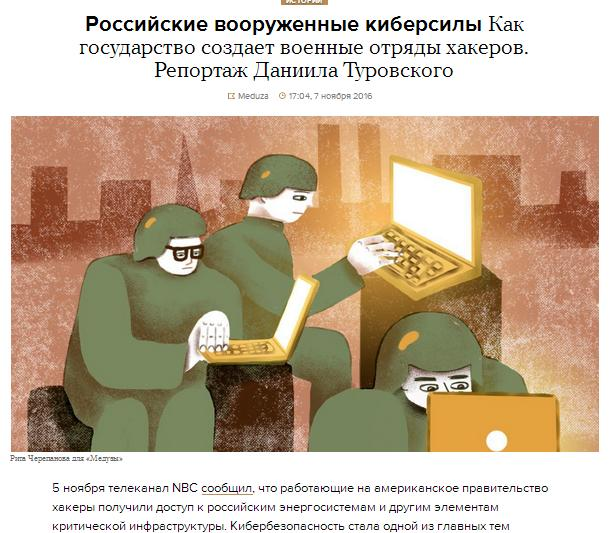 ИСТОРИИ
Российские вооруженные киберсилы Как
государство создает военные отряды хакеров.
Репортаж Даниила Туровского
Meduza 17:04, 7 ноября 2016
Рита Черепанова для «Медузы»
5 ноября телеканал NBC сообщил, что работающие на американское правительство
хакеры получили доступ к российским энергосистемам и другим элементам
критической инфраструктуры. Кибербезопасность стала одной из главных тем